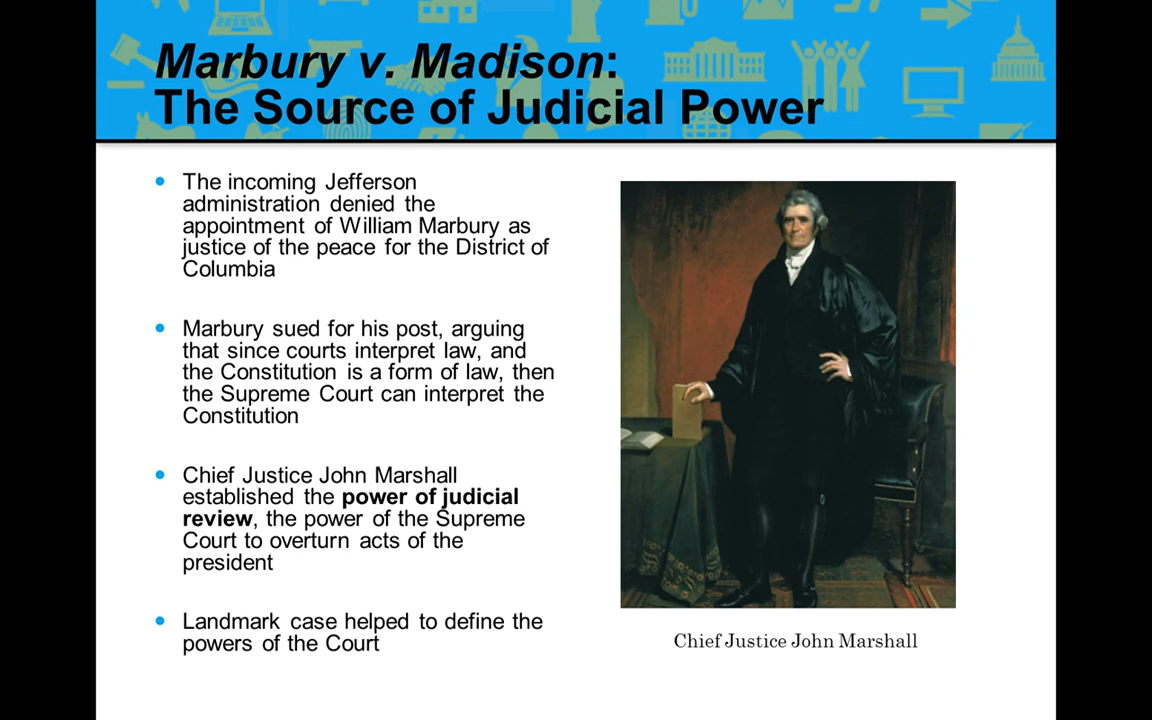 Marbury v. Madison:
The Source of Judicial Power
The incoming Jefferson
administration denied the
appointment of William Marbury as
justice of the peace for the District of
Columbia
Marbury sued for his post, arguing
that since courts interpret law, and
the Constitution is a form of law, then
the Supreme Court can interpret the
Constitution
Chief Justice John Marshall
established the power of judicial
review, the power of the Supreme
Court to overturn acts of the
president
Landmark case helped to define the
powers of the Court
Chief Justice John Marshall